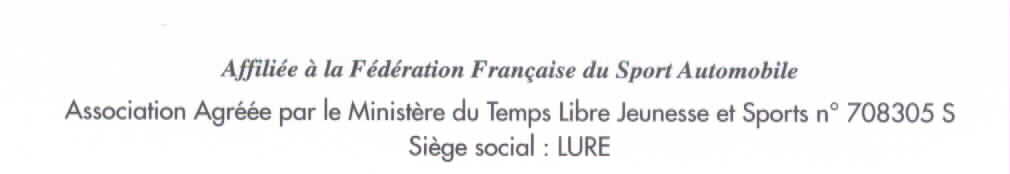 Affiliée à la Fédération Française du Sport Automobile
Association Agréée par le Ministère du Temps Libre Jeunesse et Sports n° 708305 S
Siège social : LURE